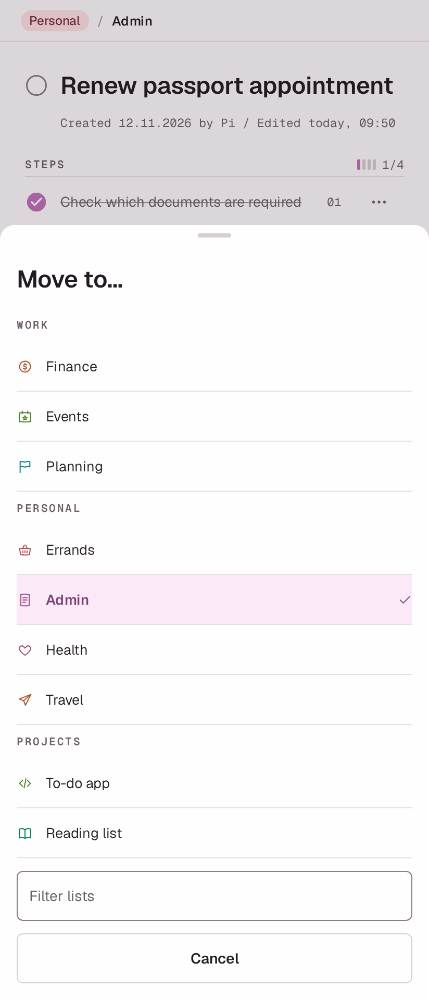 Personal / Admin
Renew passport appointment
Created 12.11.2026 by Pi / Edited today, 09:50
STEPS 1/4
Check which documents are required 01
Move to…
WORK
Finance
Events
Planning
PERSONAL
Errands
Admin
Health
Travel
PROJECTS
To-do app
Reading list
Filter lists
Cancel